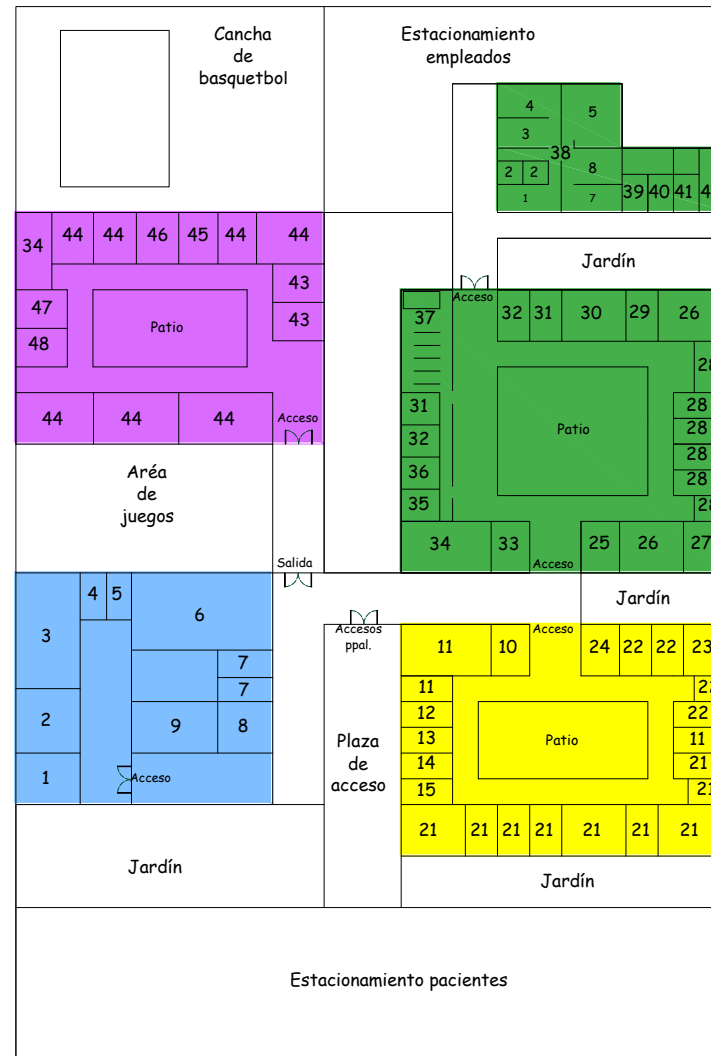 Cancha
de
basquetbol
Estacionamiento
empleados
4
5
3
38
8
2 2
1
7
39 40 41
Jardín
34 44 44 46 45 44 44
43
43
47
48
Patio
44 44 44
Acceso
Acceso
37 32 31 30 29 26
28
31
28
32
28
36
28
35
28
28
Patio
34 33
Acceso
25 26 27
Aréa
de
juegos
Salida
Jardín
3
4 5
6
7
7
2
9 8
1
Acceso
Accesos
ppal.
Plaza
de
acceso
11 10
Acceso
24 22 22 23
11
12
22
13
11
14
21
15
21
Patio
21 21 21 21 21 21 21
Jardín
Jardín
Estacionamiento pacientes